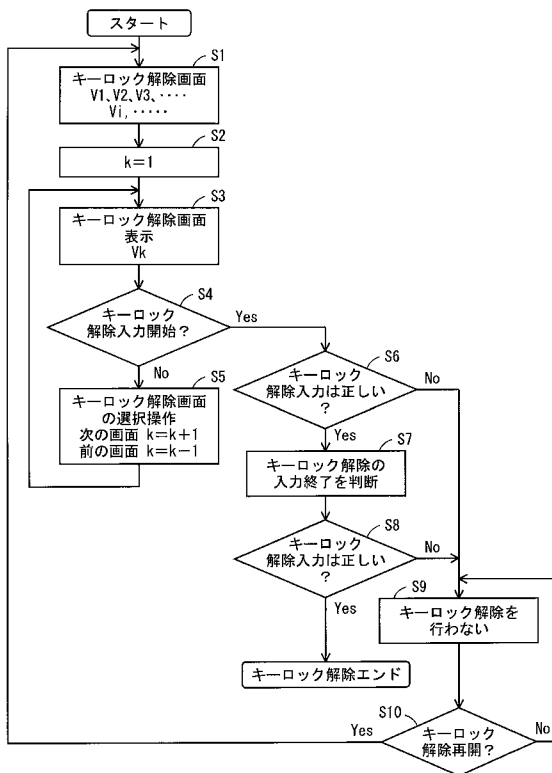 スタート
S1
キーロック解除画面
V1、V2、V3、････
Vi,･････
S2
k=1
S3
キーロック解除画面
表示
Vk
S4
キーロック
解除入力開始?
Yes
No
S5
キーロック解除画面
の選択操作
次の画面 k=k+1
前の画面 k=k-1
S6
キーロック
解除入力は正しい
?
No
Yes
S7
キーロック解除の
入力終了を判断
S8
キーロック
解除入力は正しい
?
No
Yes
キーロック解除エンド
S9
キーロック解除を
行わない
S10
キーロック
解除再開?
Yes
No